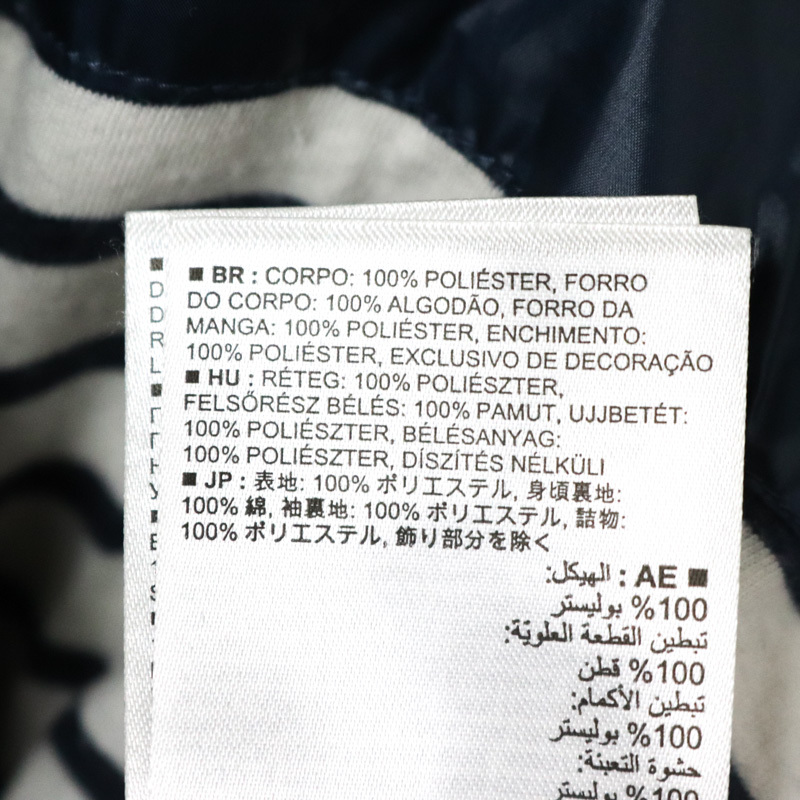 ■ BR : CORPO: 100% POLIÉSTER, FORRO
DO CORPO: 100% ALGODÃO, FORRO DA
MANGA: 100% POLIÉSTER, ENCHIMENTO:
100% POLIÉSTER, EXCLUSIVO DE DECORAÇÃO
■ HU : RÉTEG: 100% POLIÉSZTER,
FELSŐRÉSZ BÉLÉS: 100% PAMUT, UJJBETÉT:
100% POLIÉSZTER, BÉLÉSANYAG:
100% POLIÉSZTER, DÍSZÍTÉS NÉLKÜLI
■ JP : 表地: 100% ポリエステル, 身頃裏地:
100% 綿, 袖裏地: 100% ポリエステル, 詰物:
100% ポリエステル, 飾り部分を除く
■ AE : الهيكل:
100% بوليستر
تبطين القطعة العلويّة:
100% قطن
تبطين الأكمام:
100% بوليستر
حشوة التعبئة:
100% بوليستر